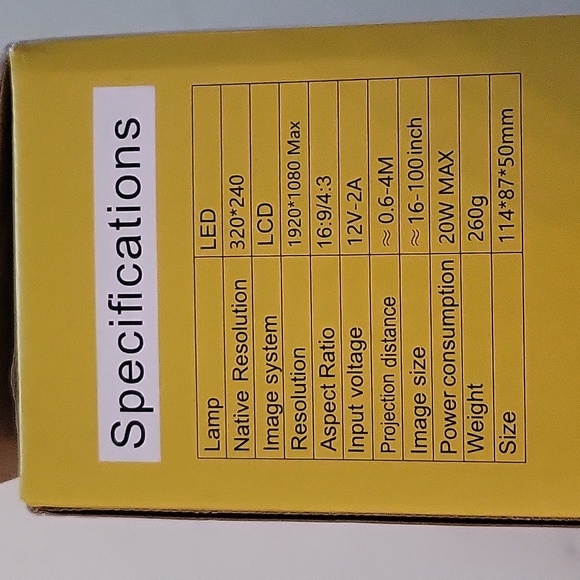 Specifications
Lamp LED
Native Resolution 320*240
Image system LCD
Resolution 1920*1080 Max
Aspect Ratio 16:9/4:3
Input voltage 12V-2A
Projection distance ≈ 0.6-4M
Image size ≈ 16-100inch
Power consumption 20W MAX
Weight 260g
Size 114*87*50mm